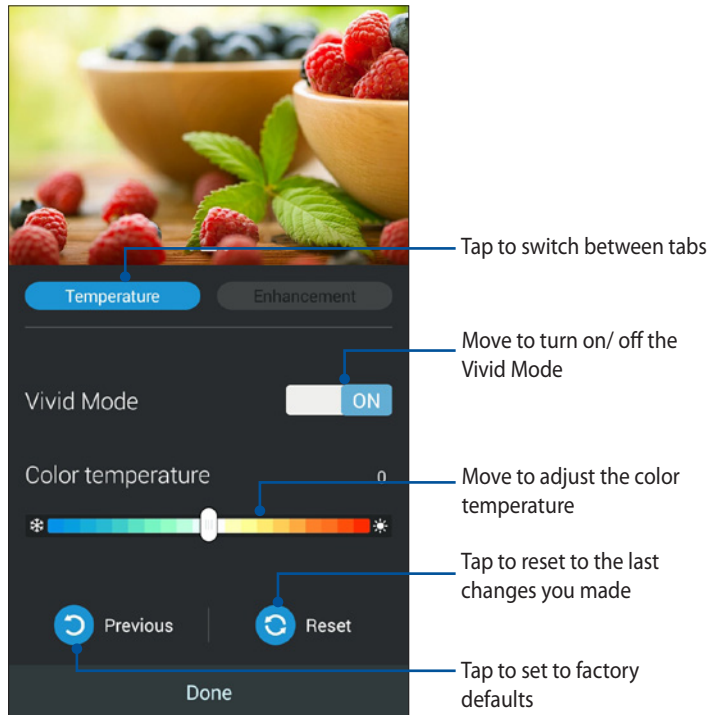 Tap to switch between tabs
Temperature
Enhancement
Move to turn on/ off the
Vivid Mode
Vivid Mode
ON
Color temperature
0
Move to adjust the color
temperature
Tap to reset to the last
changes you made
Previous
Reset
Tap to set to factory
defaults
Done